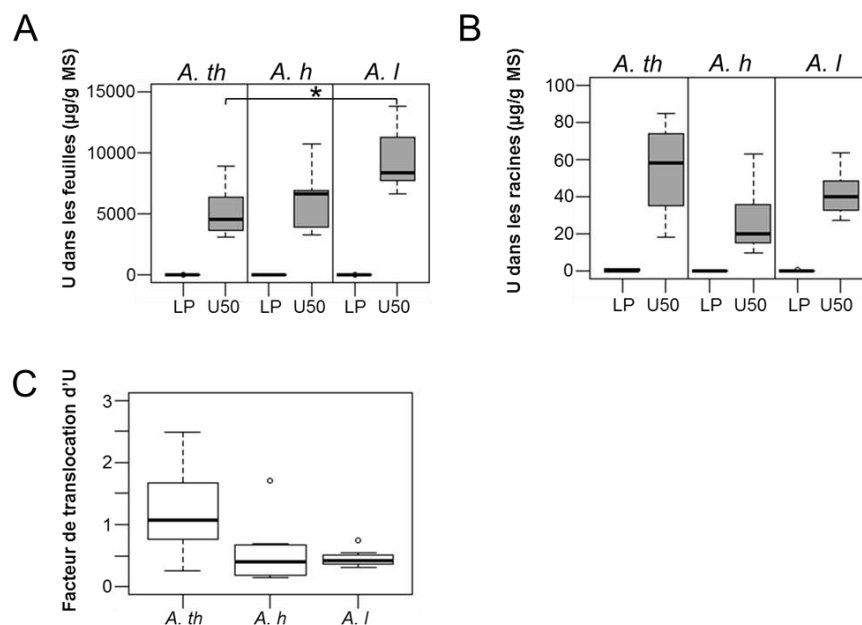 A
A. th A. h A. l
U dans les feuilles (µg/g MS)
15000
10000
5000
0
*
LP U50 LP U50 LP U50
B
A. th A. h A. l
U dans les racines (µg/g MS)
100
80
60
40
20
0
LP U50 LP U50 LP U50
C
Facteur de translocation d'U
3
2
1
0
A. th A. h A. l